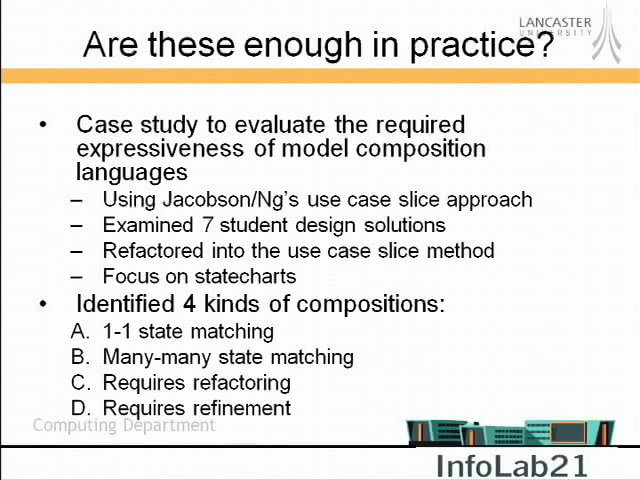 LANCASTER
UNIVERSITY
Are these enough in practice?
• Case study to evaluate the required
expressiveness of model composition
languages
– Using Jacobson/Ng's use case slice approach
– Examined 7 student design solutions
– Refactored into the use case slice method
– Focus on statecharts
• Identified 4 kinds of compositions:
A. 1-1 state matching
B. Many-many state matching
C. Requires refactoring
D. Requires refinement
Computing Department
InfoLab21